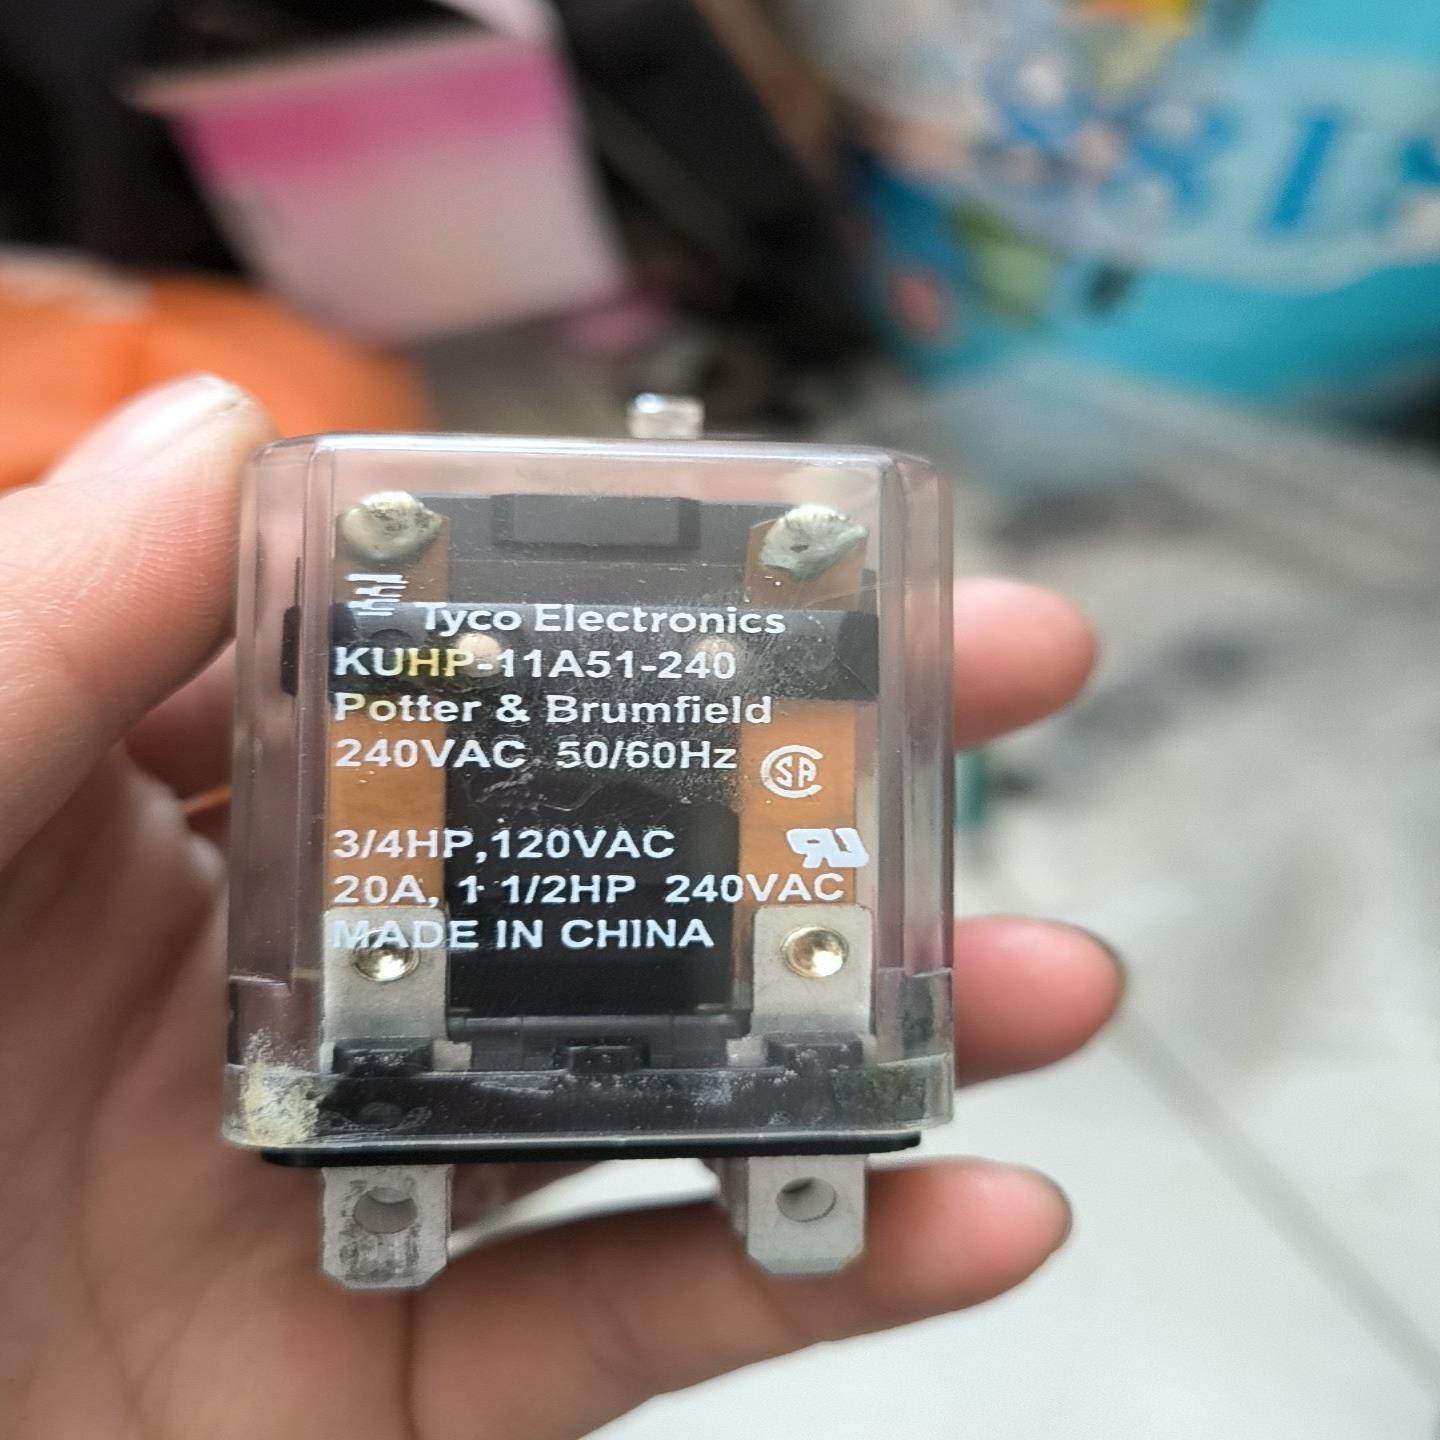 Tyco Electronics
KUHP-11A51-240
Potter & Brumfield
240VAC 50/60Hz
SA
3/4HP,120VAC
20A, 1 1/2HP 240VAC
MADE IN CHINA